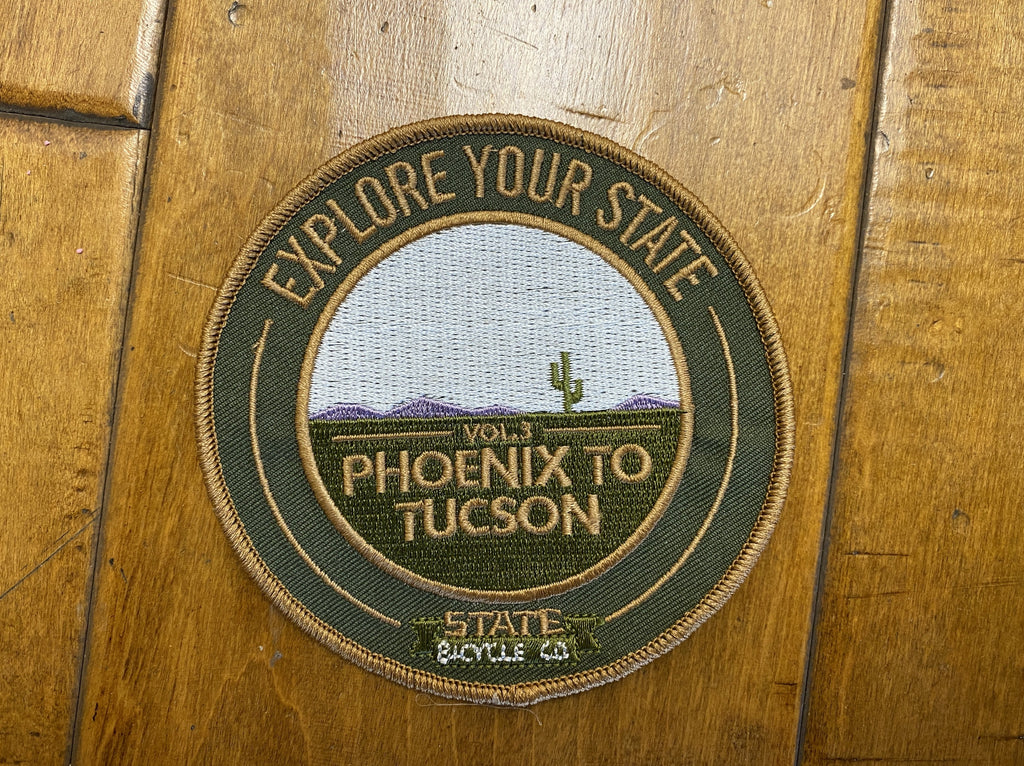 EXPLORE YOUR STATE
VOL.3
PHOENIX TO
TUCSON
STATE
BICYCLE CO.